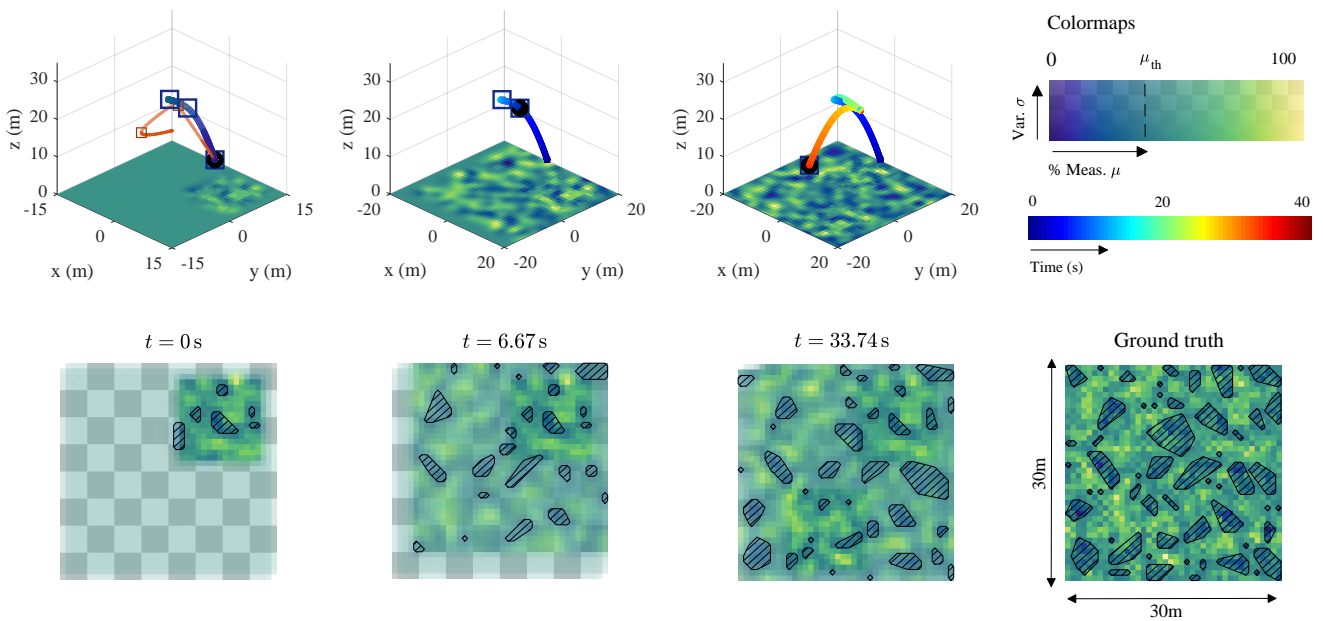 Colormaps
0 μth 100
Var. σ
% Meas. μ
0 20 40
Time (s)
30
20
10
0
z (m)
-15
0
15
x (m)
-15
0
15
y (m)
30
20
10
0
z (m)
-20
0
20
x (m)
-20
0
20
y (m)
30
20
10
0
z (m)
-20
0
20
x (m)
-20
0
20
y (m)
t = 0 s
t = 6.67 s
t = 33.74 s
Ground truth
30m
30m